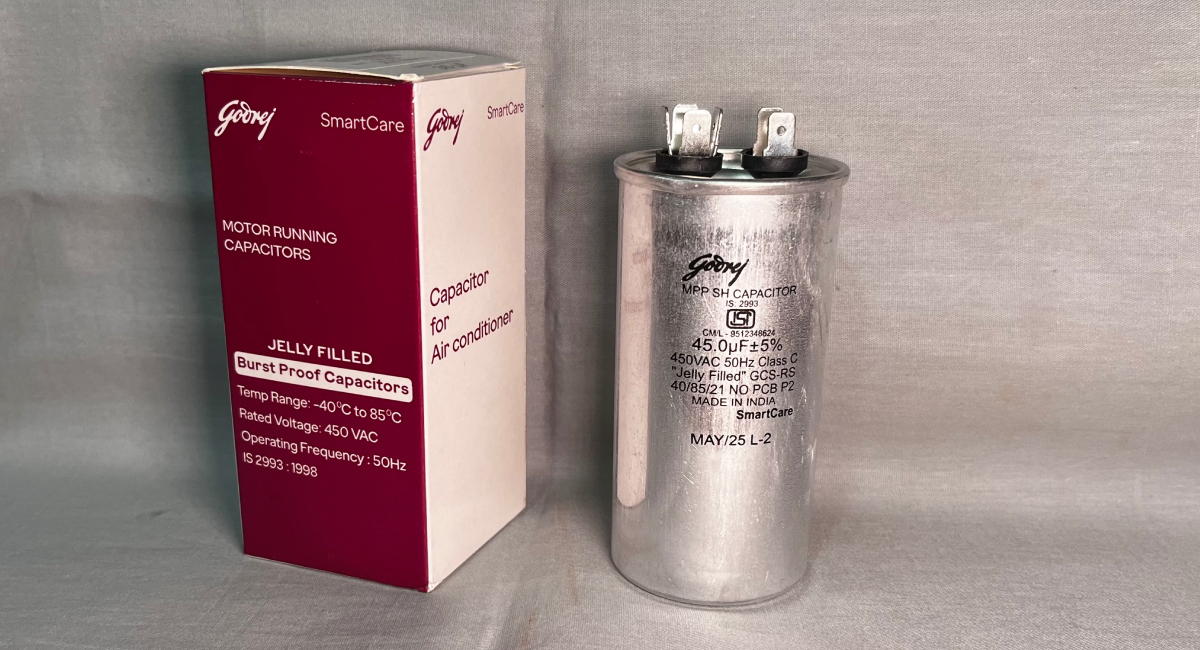 Godrej SmartCare
MOTOR RUNNING
CAPACITORS
JELLY FILLED
Burst Proof Capacitors
Temp Range: -40°C to 85°C
Rated Voltage: 450 VAC
Operating Frequency : 50Hz
IS 2993 : 1998
Godrej SmartCare
Capacitor
for
Air conditioner
Godrej
MPP SH CAPACITOR
IS: 2993
ISI
CM/L - 9512348624
45.0µF±5%
450VAC 50Hz Class C
"Jelly Filled" GCS-RS
40/85/21 NO PCB P2
MADE IN INDIA
SmartCare
MAY/25 L-2